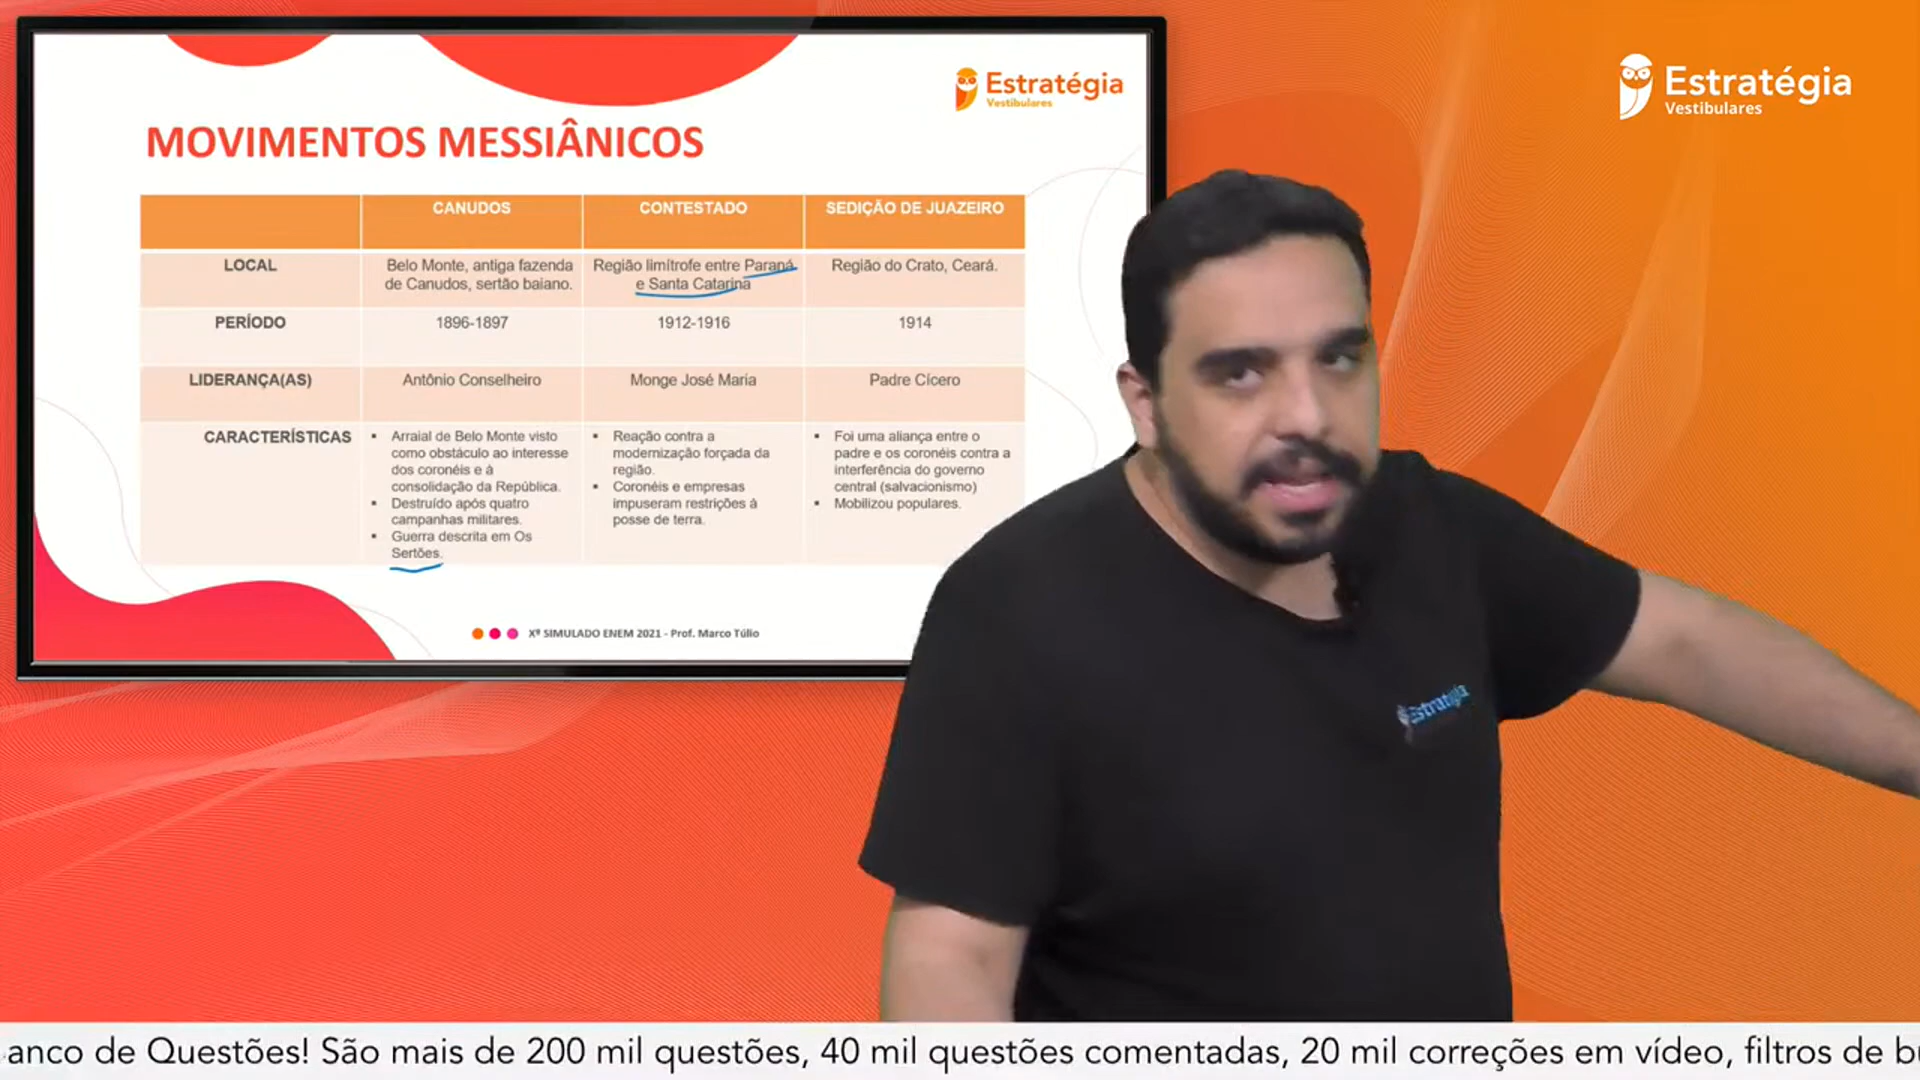 Estratégia
Vestibulares
Estratégia
Vestibulares
MOVIMENTOS MESSIÂNICOS
CANUDOS
CONTESTADO
SEDIÇÃO DE JUAZEIRO
LOCAL
Belo Monte, antiga fazenda
de Canudos, sertão baiano.
Região limítrofe entre Paraná
e Santa Catarina
Região do Crato, Ceará.
PERÍODO
1896-1897
1912-1916
1914
LIDERANÇA(AS)
Antônio Conselheiro
Monge José Maria
Padre Cícero
CARACTERÍSTICAS
▪ Arraial de Belo Monte visto
como obstáculo ao interesse
dos coronéis e à
consolidação da República.
▪ Destruído após quatro
campanhas militares.
▪ Guerra descrita em Os
Sertões.
▪ Reação contra a
modernização forçada da
região.
▪ Coronéis e empresas
impuseram restrições à
posse de terra.
▪ Foi uma aliança entre o
padre e os coronéis contra a
interferência do governo
central (salvacionismo)
▪ Mobilizou populares.
Xº SIMULADO ENEM 2021 - Prof. Marco Túlio
Estratégia
anco de Questões! São mais de 200 mil questões, 40 mil questões comentadas, 20 mil correções em vídeo, filtros de bu